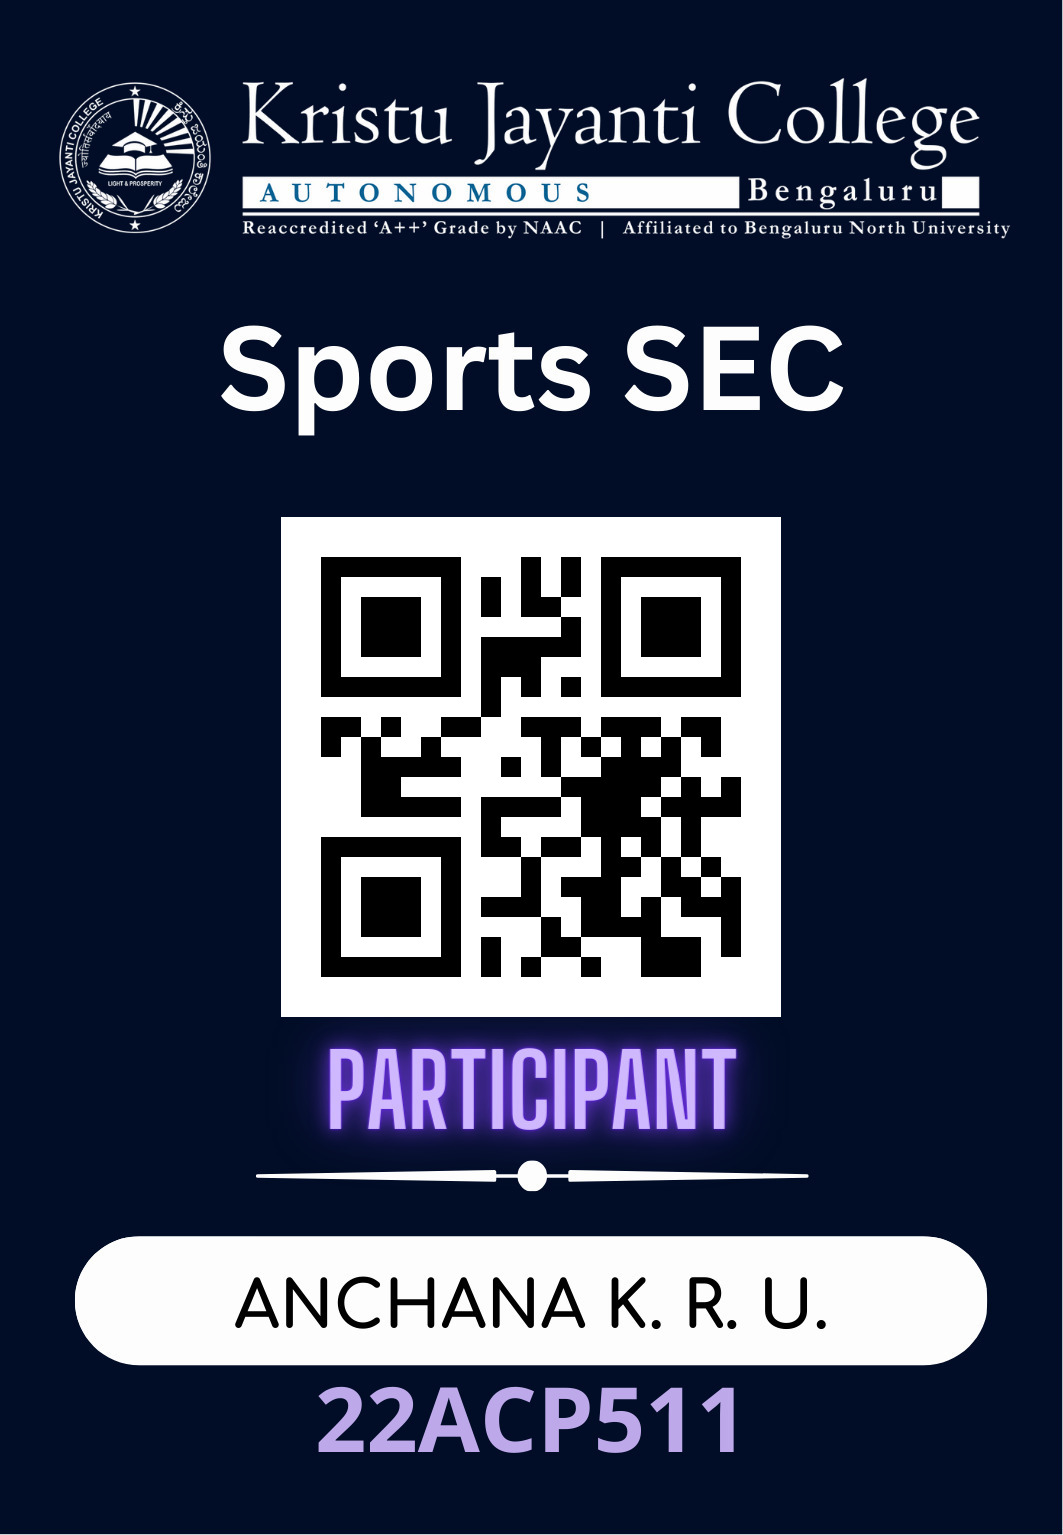 Kristu Jayanti College
AUTONOMOUS Bengaluru
Reaccredited ‘A++’ Grade by NAAC | Affiliated to Bengaluru North University
KRISTU JAYANTI COLLEGE
ಕ್ರಿಸ್ತು ಜಯಂತಿ ಕಾಲೇಜು
LIGHT & PROSPERITY
Sports SEC
PARTICIPANT
ANCHANA K. R. U.
22ACP511